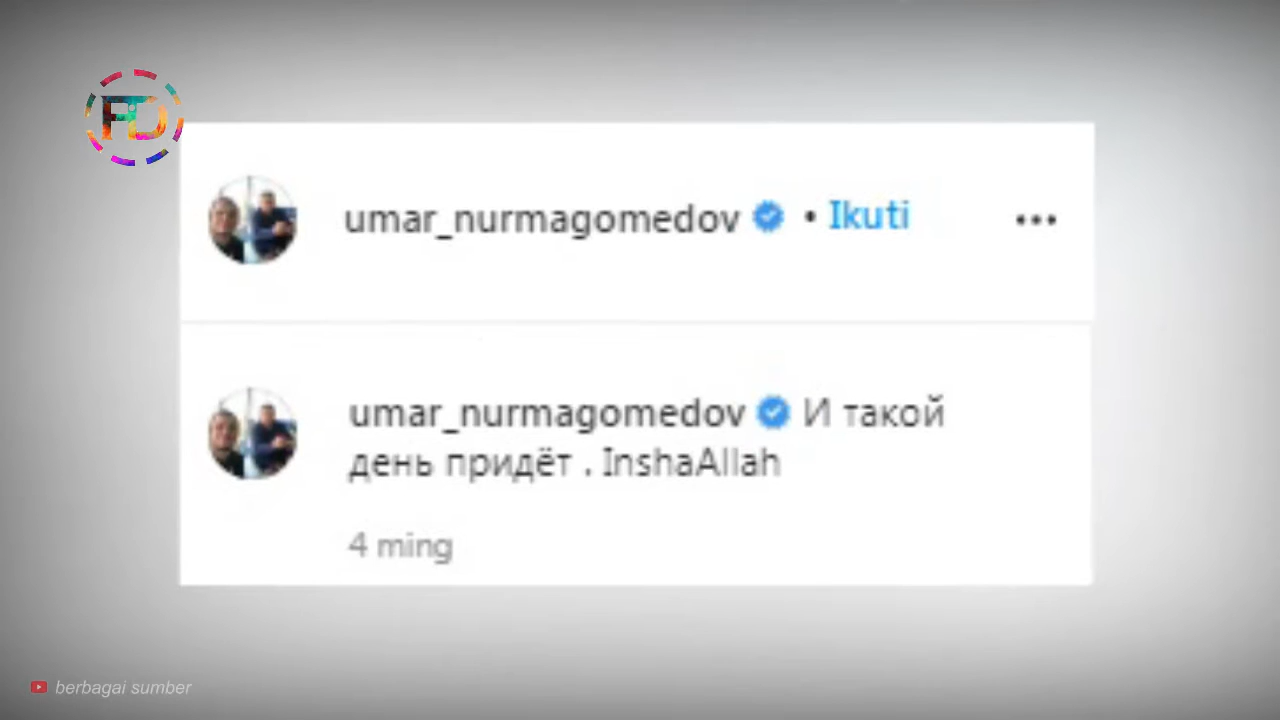 FD
umar_nurmagomedov • Ikuti •••
umar_nurmagomedov И такой
день придёт . InshaAllah
4 ming
berbagai sumber